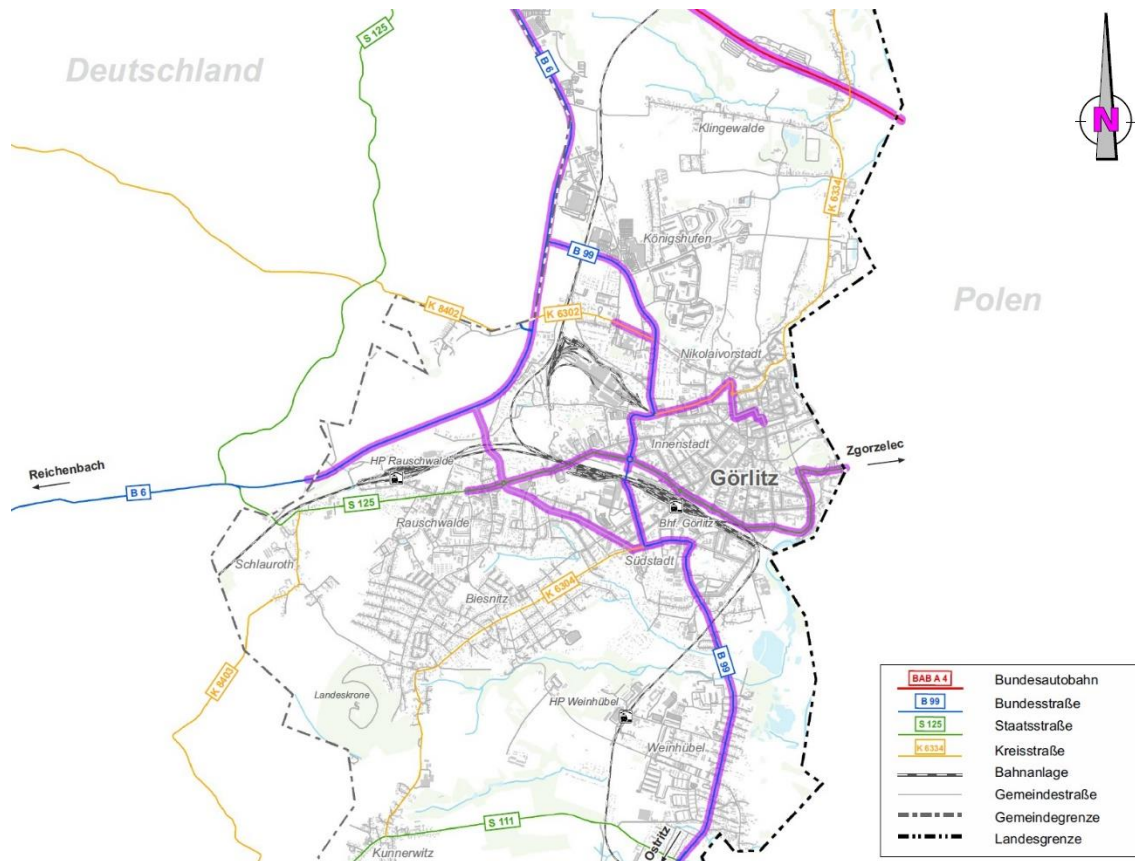 S 125
Deutschland
B 6
N
Klingewalde
K 6334
Königshufen
B 99
Polen
K 8402
K 6302
Nikolaivorstadt
Innenstadt
Zgorzelec
Reichenbach
HP Rauschwalde
Görlitz
B 6
S 125
Rauschwalde
Bhf. Görlitz
Schlauroth
Südstadt
Biesnitz
K 6304
K 8403
B 99
Landeskrone
HP Weinhübel
Weinhübel
S 111
Ostritz
Kunnerwitz
BAB A 4 Bundesautobahn
B 99 Bundesstraße
S 125 Staatsstraße
K 6334 Kreisstraße
Bahnanlage
Gemeindestraße
Gemeindegrenze
Landesgrenze